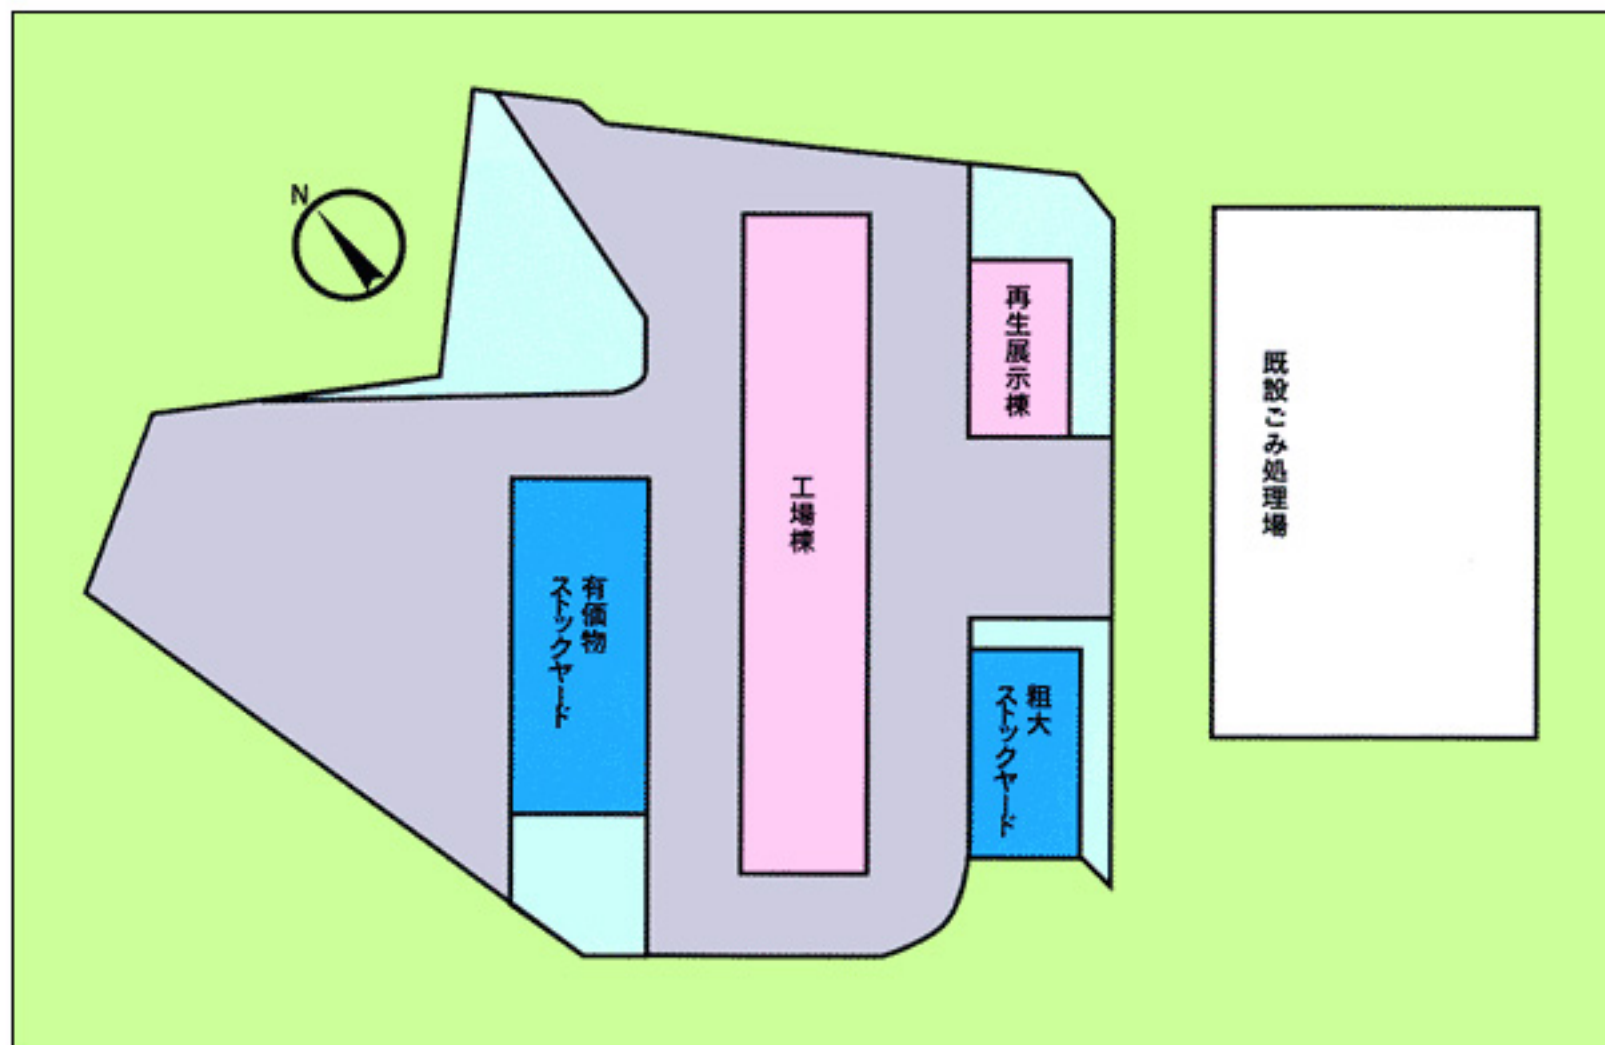 N
再生展示棟
既設ごみ処理場
工場棟
有価物
ストックヤード
粗大
ストックヤード